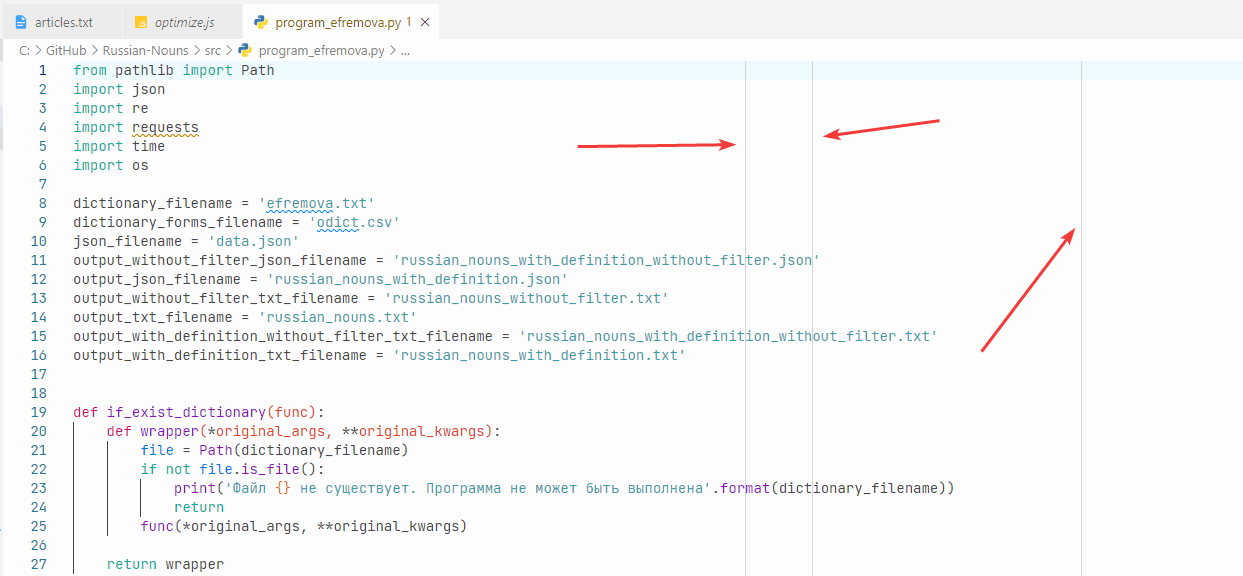 articles.txt optimize.js program_efremova.py 1
C: > GitHub > Russian-Nouns > src > program_efremova.py > ...
1 from pathlib import Path
2 import json
3 import re
4 import requests
5 import time
6 import os
7
8 dictionary_filename = 'efremova.txt'
9 dictionary_forms_filename = 'odict.csv'
10 json_filename = 'data.json'
11 output_without_filter_json_filename = 'russian_nouns_with_definition_without_filter.json'
12 output_json_filename = 'russian_nouns_with_definition.json'
13 output_without_filter_txt_filename = 'russian_nouns_without_filter.txt'
14 output_txt_filename = 'russian_nouns.txt'
15 output_with_definition_without_filter_txt_filename = 'russian_nouns_with_definition_without_filter.txt'
16 output_with_definition_txt_filename = 'russian_nouns_with_definition.txt'
17
18
19 def if_exist_dictionary(func):
20     def wrapper(*original_args, **original_kwargs):
21         file = Path(dictionary_filename)
22         if not file.is_file():
23             print('Файл {} не существует. Программа не может быть выполнена'.format(dictionary_filename))
24             return
25         func(*original_args, **original_kwargs)
26
27     return wrapper